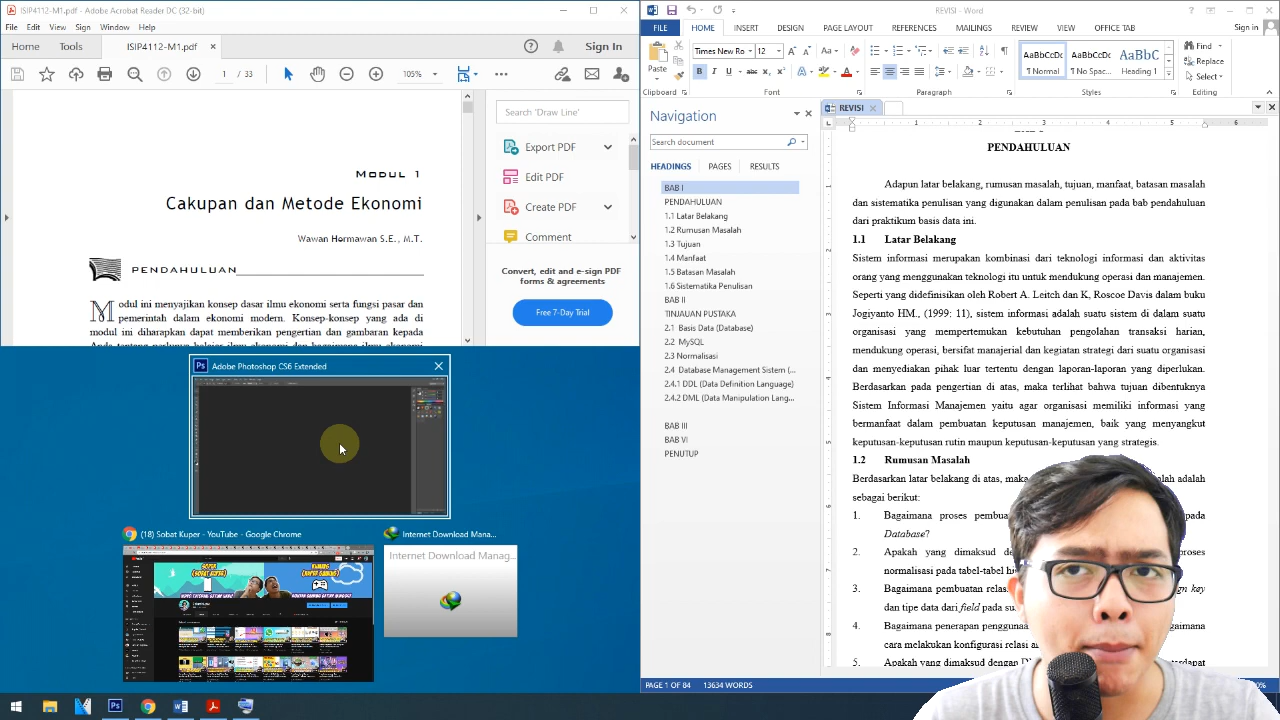 ISIP4112-M1.pdf - Adobe Acrobat Reader DC (32-bit)
File Edit View Sign Window Help
Home Tools ISIP4112-M1.pdf Sign In
1 / 33 105%
MODUL 1
Cakupan dan Metode Ekonomi
Wawan Hermawan S.E., M.T.
PENDAHULUAN
Modul ini menyajikan konsep dasar ilmu ekonomi serta fungsi pasar dan
pemerintah dalam ekonomi modern. Konsep-konsep yang ada di
modul ini diharapkan dapat memberikan pengertian dan gambaran kepada
Search 'Draw Line'
Export PDF
Edit PDF
Create PDF
Comment
Convert, edit and e-sign PDF
forms & agreements
Free 7-Day Trial
Adobe Photoshop CS6 Extended
(18) Sobat Kuper - YouTube - Google Chrome
Internet Download Mana...
Internet Download Manag...
REVISI - Word
FILE HOME INSERT DESIGN PAGE LAYOUT REFERENCES MAILINGS REVIEW VIEW OFFICE TAB Sign in
Paste
Times New Ro 12
B I U abc x₂ x²
AaBbCcDc AaBbCcDc AaBbC
¶ Normal ¶ No Spac... Heading 1
Find
Replace
Select
Clipboard Font Paragraph Styles Editing
Navigation
Search document
HEADINGS PAGES RESULTS
BAB I
PENDAHULUAN
1.1 Latar Belakang
1.2 Rumusan Masalah
1.3 Tujuan
1.4 Manfaat
1.5 Batasan Masalah
1.6 Sistematika Penulisan
BAB II
TINJAUAN PUSTAKA
2.1 Basis Data (Database)
2.2 MySQL
2.3 Normalisasi
2.4 Database Management Sistem (...
2.4.1 DDL (Data Definition Language)
2.4.2 DML (Data Manipulation Lang...
BAB III
BAB VI
PENUTUP
REVISI
1 2 3 4 5 6
PENDAHULUAN
Adapun latar belakang, rumusan masalah, tujuan, manfaat, batasan masalah
dan sistematika penulisan yang digunakan dalam penulisan pada bab pendahuluan
dari praktikum basis data ini.
1.1 Latar Belakang
Sistem informasi merupakan kombinasi dari teknologi informasi dan aktivitas
orang yang menggunakan teknologi itu untuk mendukung operasi dan manajemen.
Seperti yang didefinisikan oleh Robert A. Leitch dan K, Roscoe Davis dalam buku
Jogiyanto HM., (1999: 11), sistem informasi adalah suatu sistem di dalam suatu
organisasi yang mempertemukan kebutuhan pengolahan transaksi harian,
mendukung operasi, bersifat manajerial dan kegiatan strategi dari suatu organisasi
dan menyediakan pihak luar tertentu dengan laporan-laporan yang diperlukan.
Berdasarkan pada pengertian di atas, maka terlihat bahwa tujuan dibentuknya
Sistem Informasi Manajemen yaitu agar organisasi memiliki informasi yang
bermanfaat dalam pembuatan keputusan manajemen, baik yang menyangkut
keputusan-keputusan rutin maupun keputusan-keputusan yang strategis.
1.2 Rumusan Masalah
Berdasarkan latar belakang di atas, maka adalah
sebagai berikut:
1. Bagaimana proses pada
Database?
2. Apakah yang dimaksud proses
normalisasi pada tabel-tabel
3. Bagaimana pembuatan key
dan tipe data dari field pada
4. Bagaimana penerapan
cara melakukan konfigurasi relasi
5. Apakah yang dimaksud dengan
PAGE 1 OF 84 13634 WORDS